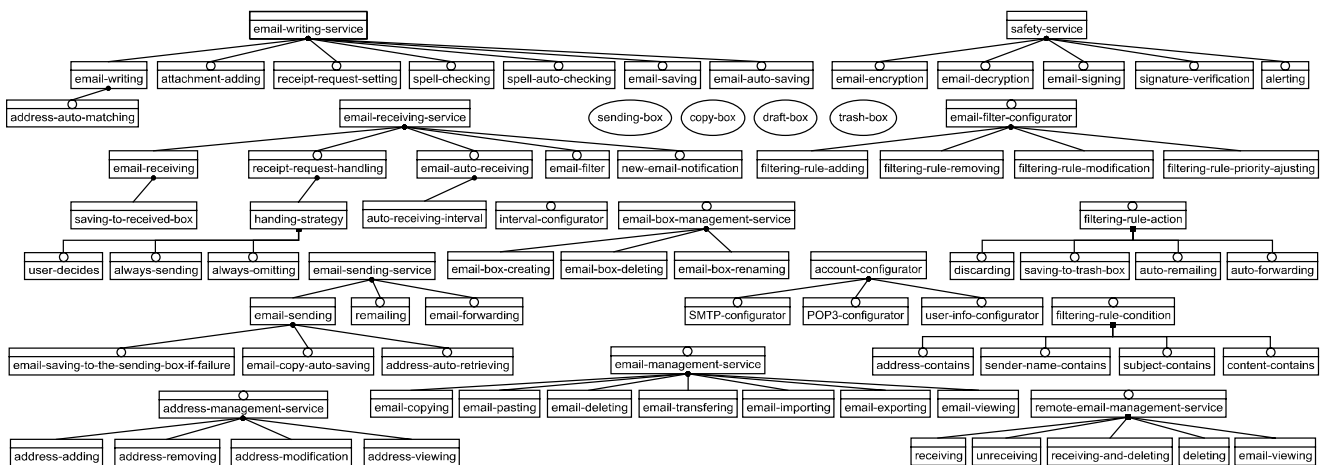 email-writing-service
safety-service
email-writing
attachment-adding
receipt-request-setting
spell-checking
spell-auto-checking
email-saving
email-auto-saving
email-encryption
email-decryption
email-signing
signature-verification
alerting
address-auto-matching
email-receiving-service
sending-box
copy-box
draft-box
trash-box
email-filter-configurator
email-receiving
receipt-request-handling
email-auto-receiving
email-filter
new-email-notification
filtering-rule-adding
filtering-rule-removing
filtering-rule-modification
filtering-rule-priority-ajusting
saving-to-received-box
handing-strategy
auto-receiving-interval
interval-configurator
email-box-management-service
filtering-rule-action
user-decides
always-sending
always-omitting
email-sending-service
email-box-creating
email-box-deleting
email-box-renaming
account-configurator
discarding
saving-to-trash-box
auto-remailing
auto-forwarding
email-sending
remailing
email-forwarding
SMTP-configurator
POP3-configurator
user-info-configurator
filtering-rule-condition
email-saving-to-the-sending-box-if-failure
email-copy-auto-saving
address-auto-retrieving
email-management-service
address-contains
sender-name-contains
subject-contains
content-contains
address-management-service
email-copying
email-pasting
email-deleting
email-transfering
email-importing
email-exporting
email-viewing
remote-email-management-service
address-adding
address-removing
address-modification
address-viewing
receiving
unreceiving
receiving-and-deleting
deleting
email-viewing